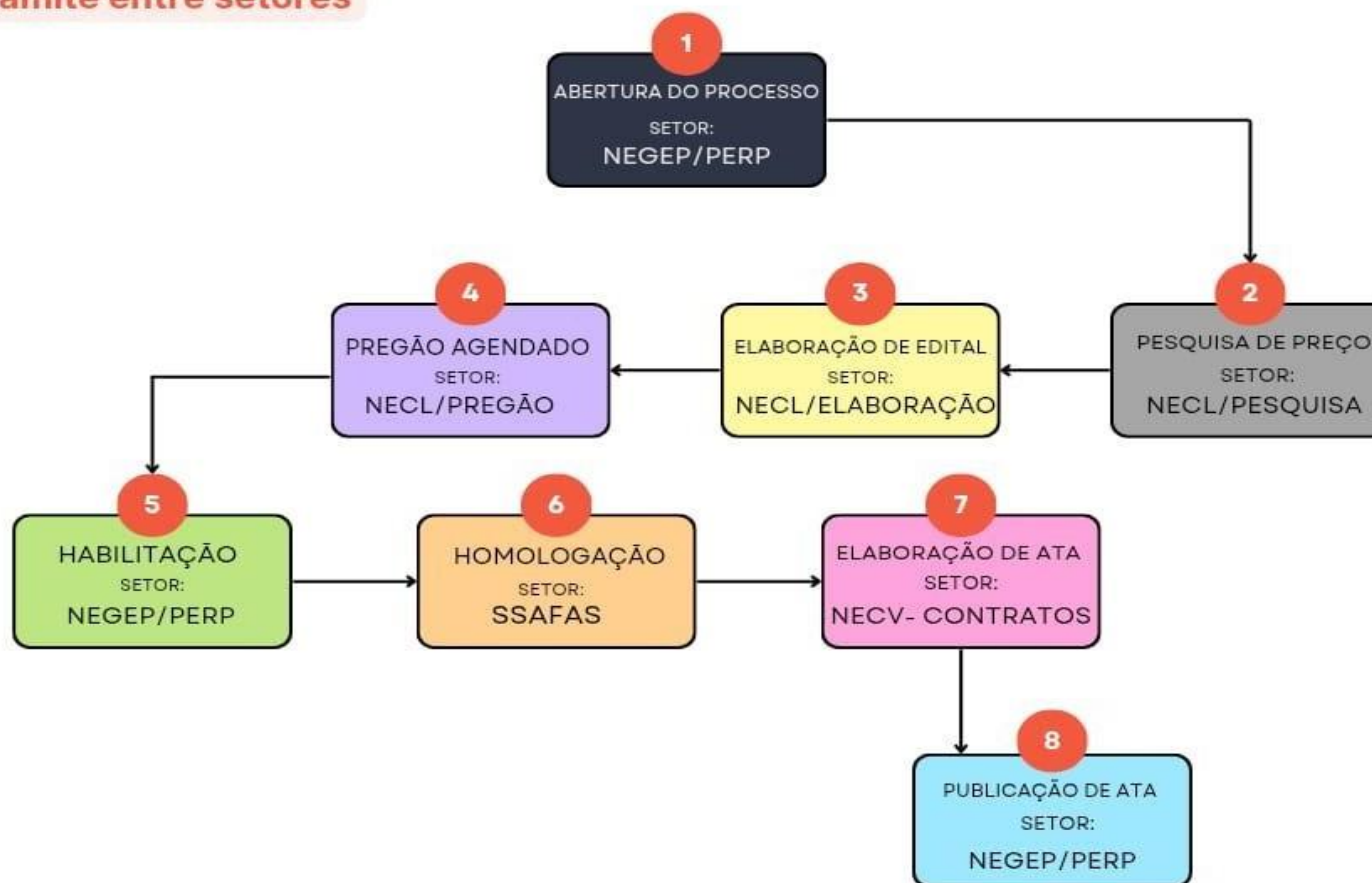 entre setores
1
ABERTURA DO PROCESSO
SETOR:
NEGEP/PERP
2
PESQUISA DE PREÇO
SETOR:
NECL/PESQUISA
3
ELABORAÇÃO DE EDITAL
SETOR:
NECL/ELABORAÇÃO
4
PREGÃO AGENDADO
SETOR:
NECL/PREGÃO
5
HABILITAÇÃO
SETOR:
NEGEP/PERP
6
HOMOLOGAÇÃO
SETOR:
SSAFAS
7
ELABORAÇÃO DE ATA
SETOR:
NECV- CONTRATOS
8
PUBLICAÇÃO DE ATA
SETOR:
NEGEP/PERP